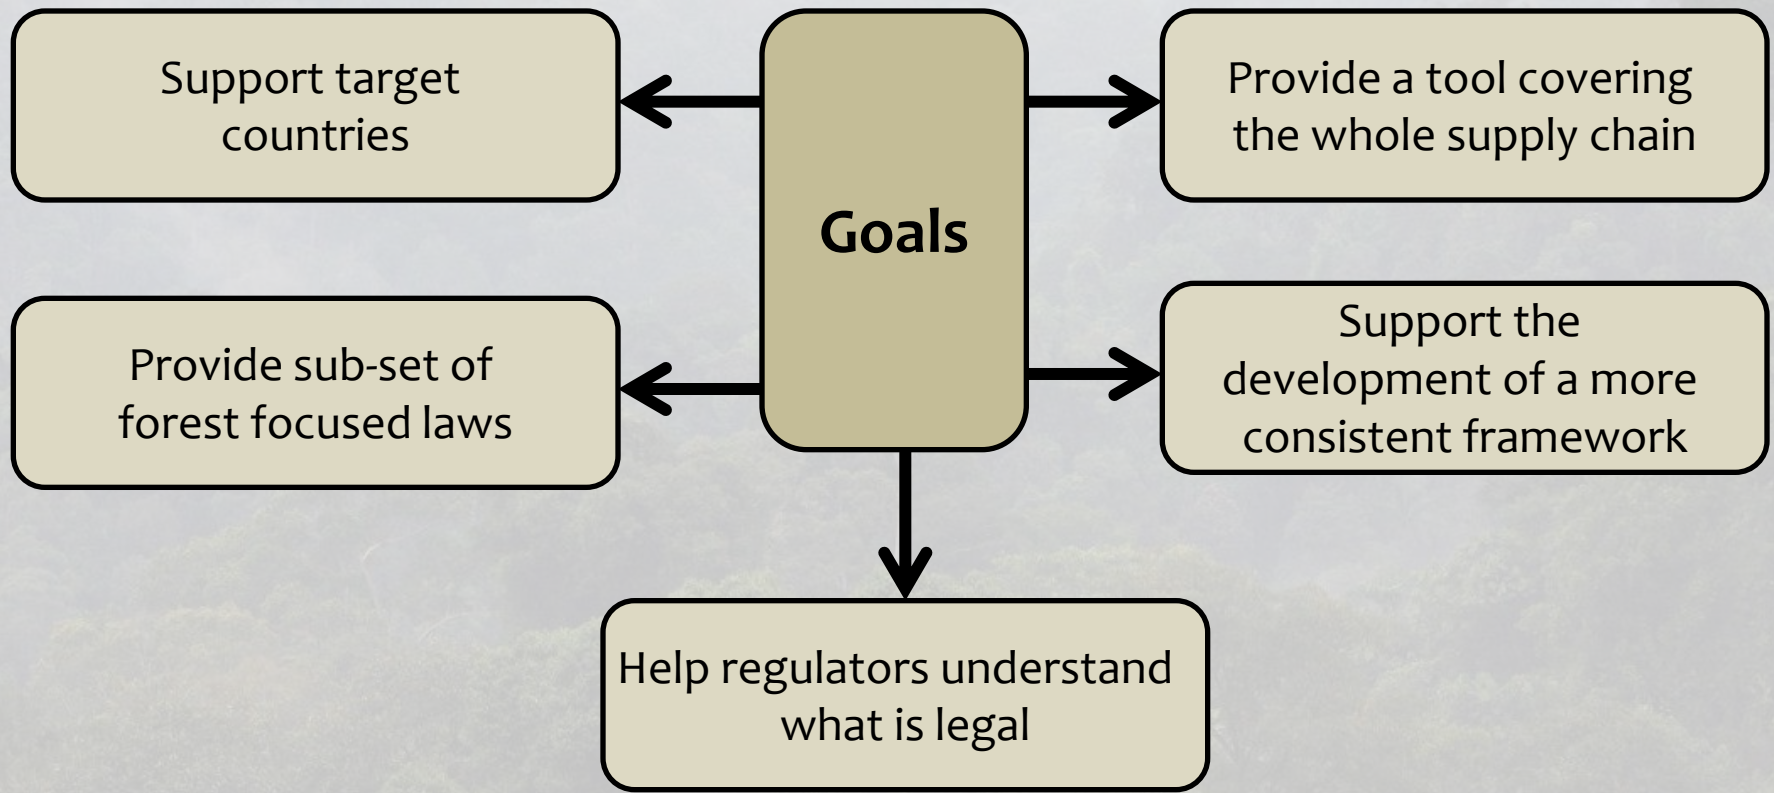 Support target
countries
Goals
Provide a tool covering
the whole supply chain
Provide sub-set of
forest focused laws
Support the
development of a more
consistent framework
Help regulators understand
what is legal